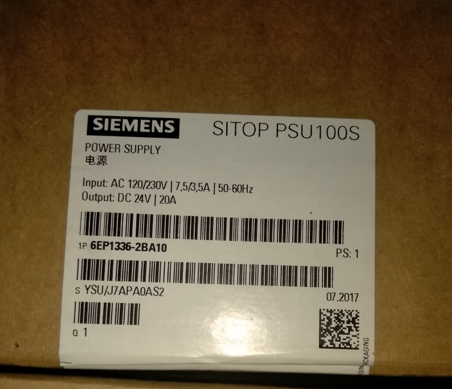 SIEMENS SITOP PSU100S
POWER SUPPLY
电源
Input: AC 120/230V | 7,5/3,5A | 50-60Hz
Output: DC 24V | 20A
1P 6EP1336-2BA10
PS: 1
S YSU/J7APA0AS2
07.2017
Q 1
PACKAGING